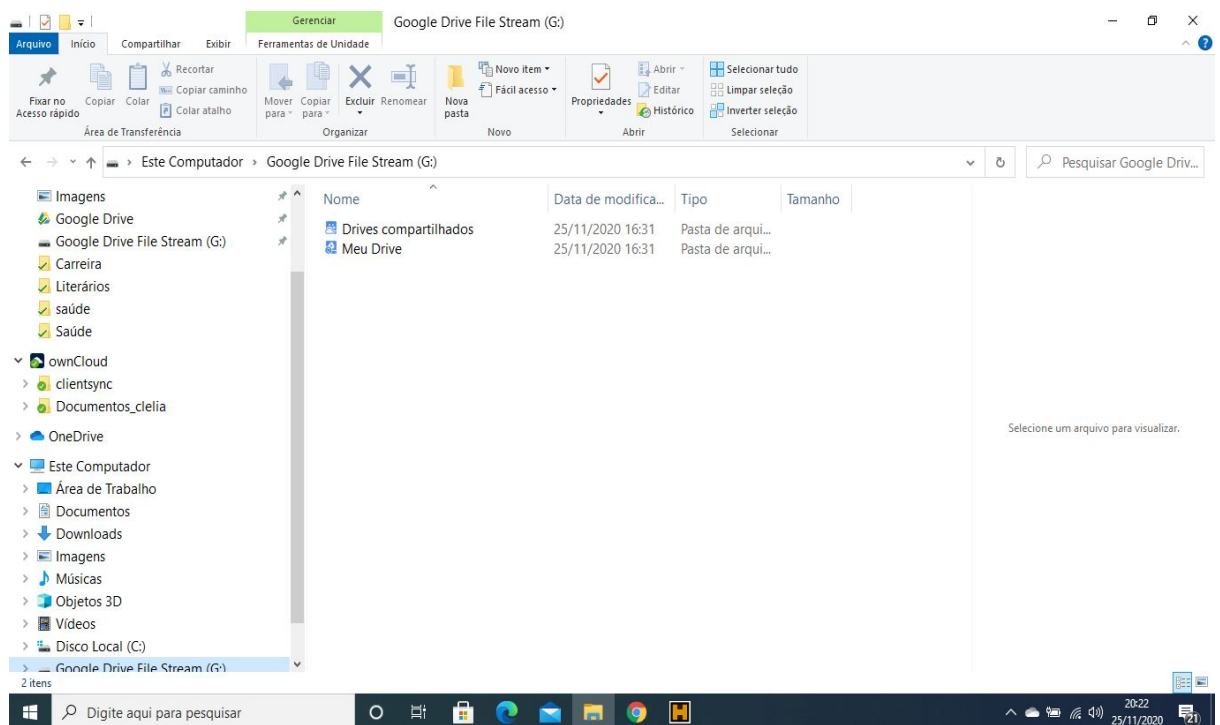 Gerenciar Google Drive File Stream (G:)
Arquivo Início Compartilhar Exibir Ferramentas de Unidade
Fixar no Acesso rápido
Copiar
Colar
Recortar
Copiar caminho
Colar atalho
Área de Transferência
Mover para
Copiar para
Excluir
Renomear
Organizar
Nova pasta
Novo item
Fácil acesso
Novo
Propriedades
Abrir
Editar
Histórico
Abrir
Selecionar tudo
Limpar seleção
Inverter seleção
Selecionar
Este Computador › Google Drive File Stream (G:)
Pesquisar Google Driv...
Imagens
Google Drive
Google Drive File Stream (G:)
Carreira
Literários
saúde
Saúde
ownCloud
clientsync
Documentos_clelia
OneDrive
Este Computador
Área de Trabalho
Documentos
Downloads
Imagens
Músicas
Objetos 3D
Vídeos
Disco Local (C:)
Google Drive File Stream (G:)
Nome Data de modifica... Tipo Tamanho
Drives compartilhados 25/11/2020 16:31 Pasta de arqui...
Meu Drive 25/11/2020 16:31 Pasta de arqui...
Selecione um arquivo para visualizar.
2 itens
Digite aqui para pesquisar
20:22
25/11/2020
21